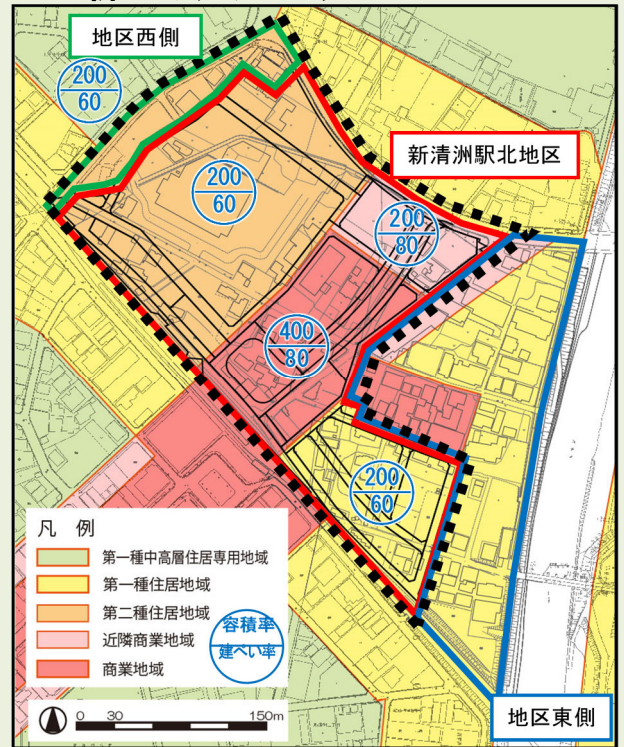 地区西側
200
60
新清洲駅北地区
200
60
200
80
400
80
200
60
凡 例
第一種中高層住居専用地域
第一種住居地域
第二種住居地域
近隣商業地域
商業地域
容積率
建ぺい率
0 30 150m
地区東側